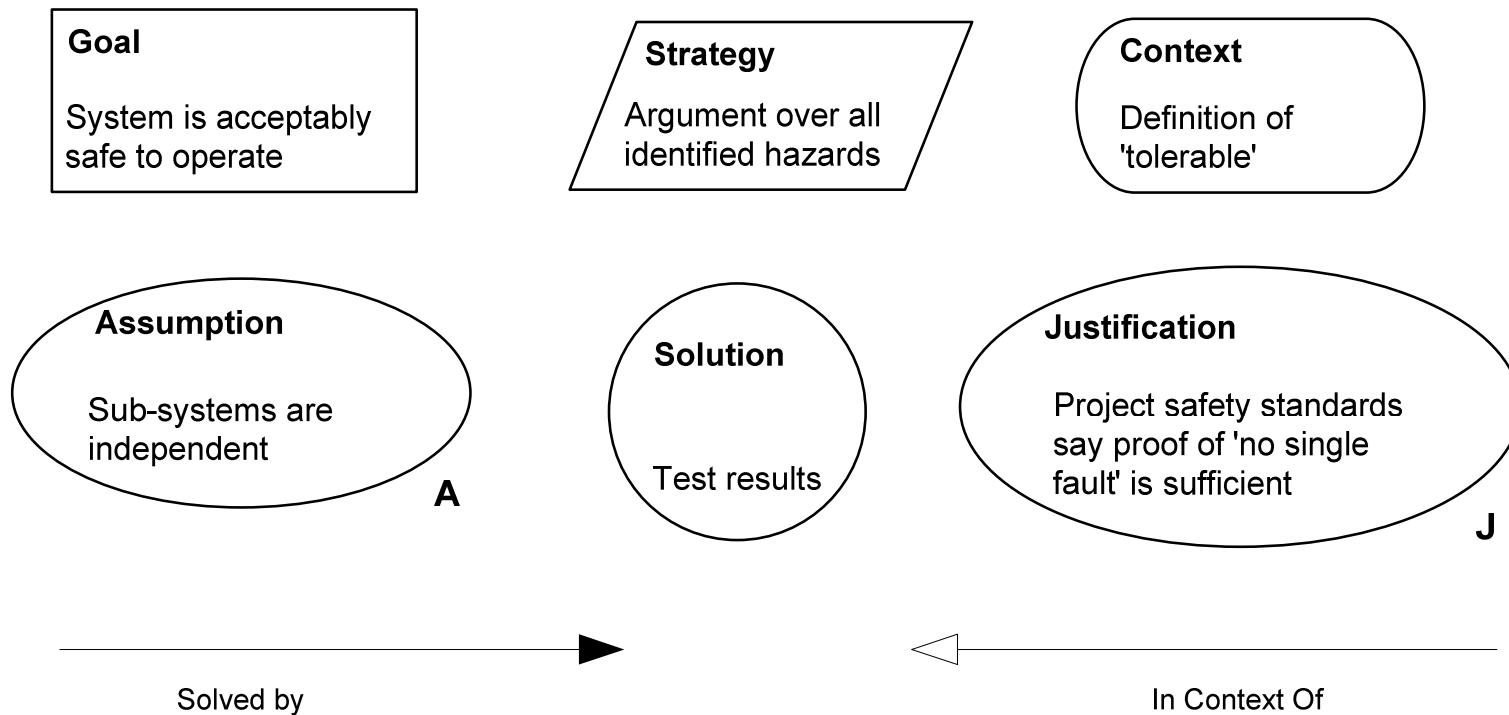 Goal
System is acceptably
safe to operate
Strategy
Argument over all
identified hazards
Context
Definition of
'tolerable'
Assumption
Sub-systems are
independent
A
Solution
Test results
Justification
Project safety standards
say proof of 'no single
fault' is sufficient
J
Solved by
In Context Of